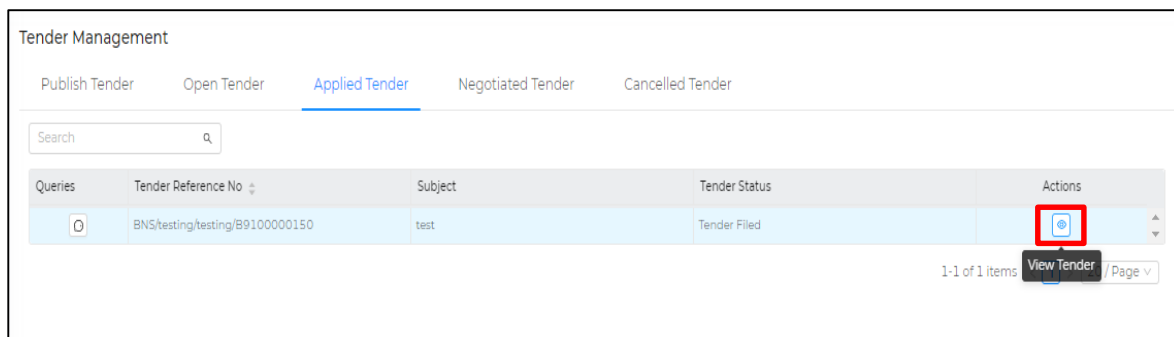 Tender Management
Publish Tender Open Tender Applied Tender Negotiated Tender Cancelled Tender
Search
Queries Tender Reference No Subject Tender Status Actions
BNS/testing/testing/B9100000150 test Tender Filed
View Tender
1-1 of 1 items 1 / Page